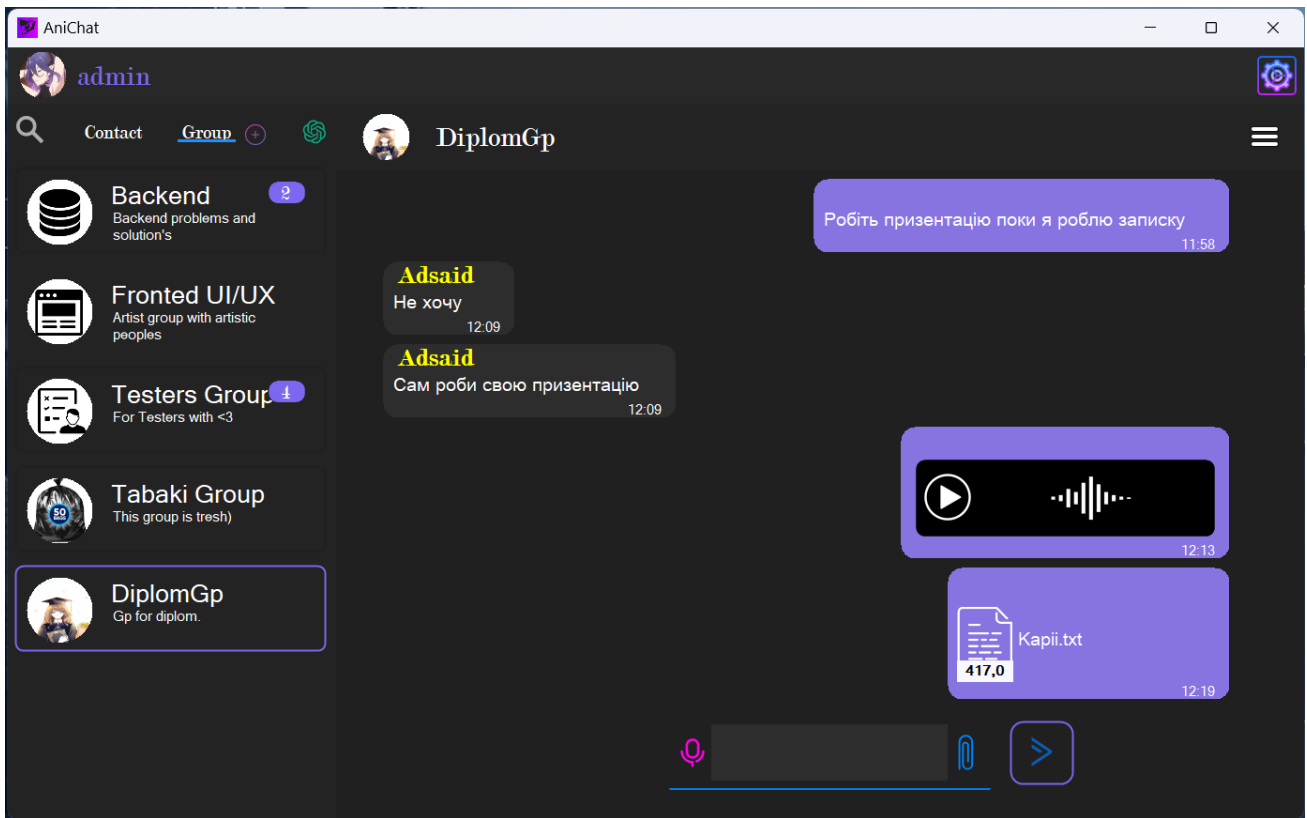 AniChat
admin
Contact Group
DiplomGp
Backend 2
Backend problems and
solution's
Fronted UI/UX
Artist group with artistic
peoples
Testers Group 4
For Testers with <3
50
BAGS
Tabaki Group
This group is tresh)
DiplomGp
Gp for diplom.
Робіть призентацію поки я роблю записку
11:58
Adsaid
Не хочу
12:09
Adsaid
Сам роби свою призентацію
12:09
12:13
Kapii.txt
417,0
12:19